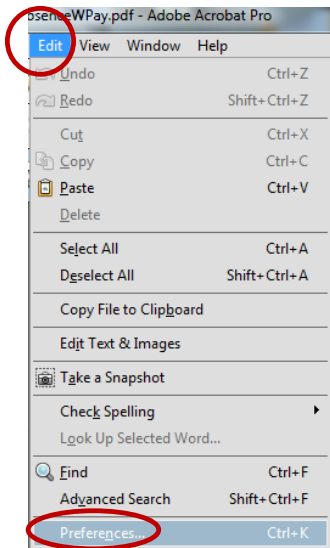 bsenceWPay.pdf - Adobe Acrobat Pro
Edit View Window Help
Undo Ctrl+Z
Redo Shift+Ctrl+Z
Cut Ctrl+X
Copy Ctrl+C
Paste Ctrl+V
Delete
Select All Ctrl+A
Deselect All Shift+Ctrl+A
Copy File to Clipboard
Edit Text & Images
Take a Snapshot
Check Spelling
Look Up Selected Word...
Find Ctrl+F
Advanced Search Shift+Ctrl+F
Preferences... Ctrl+K